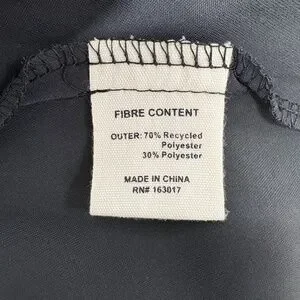 FIBRE CONTENT
OUTER: 70% Recycled
Polyester
30% Polyester
MADE IN CHINA
RN# 163017